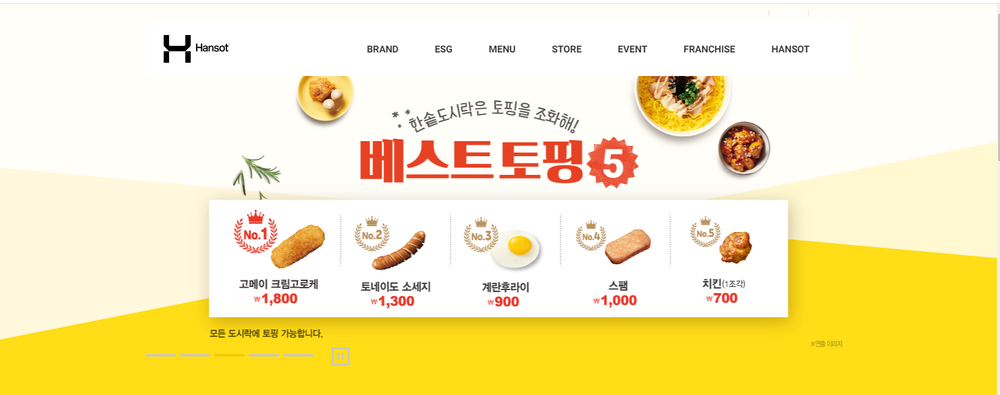 Hansot
BRAND ESG MENU STORE EVENT FRANCHISE HANSOT
한솥도시락은 토핑을 조화해!
베스트 토핑 5
No.1
고메이 크림고로케
₩1,800
No.2
토네이도 소세지
₩1,300
No.3
계란후라이
₩900
No.4
스팸
₩1,000
No.5
치킨(1조각)
₩700
모든 도시락에 토핑 가능합니다.
※연출 이미지